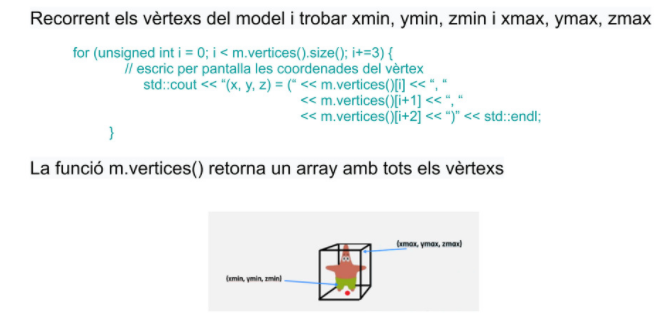 Recorrent els vèrtexs del model i trobar xmin, ymin, zmin i xmax, ymax, zmax
for (unsigned int i = 0; i < m.vertices().size(); i+=3) {
// escric per pantalla les coordenades del vèrtex
std::cout << “(x, y, z) = (“ << m.vertices()[i] << “, “
<< m.vertices()[i+1] << “, “
<< m.vertices()[i+2] << “)” << std::endl;
}
La funció m.vertices() retorna un array amb tots els vèrtexs
(xmax, ymax, zmax)
(xmin, ymin, zmin)